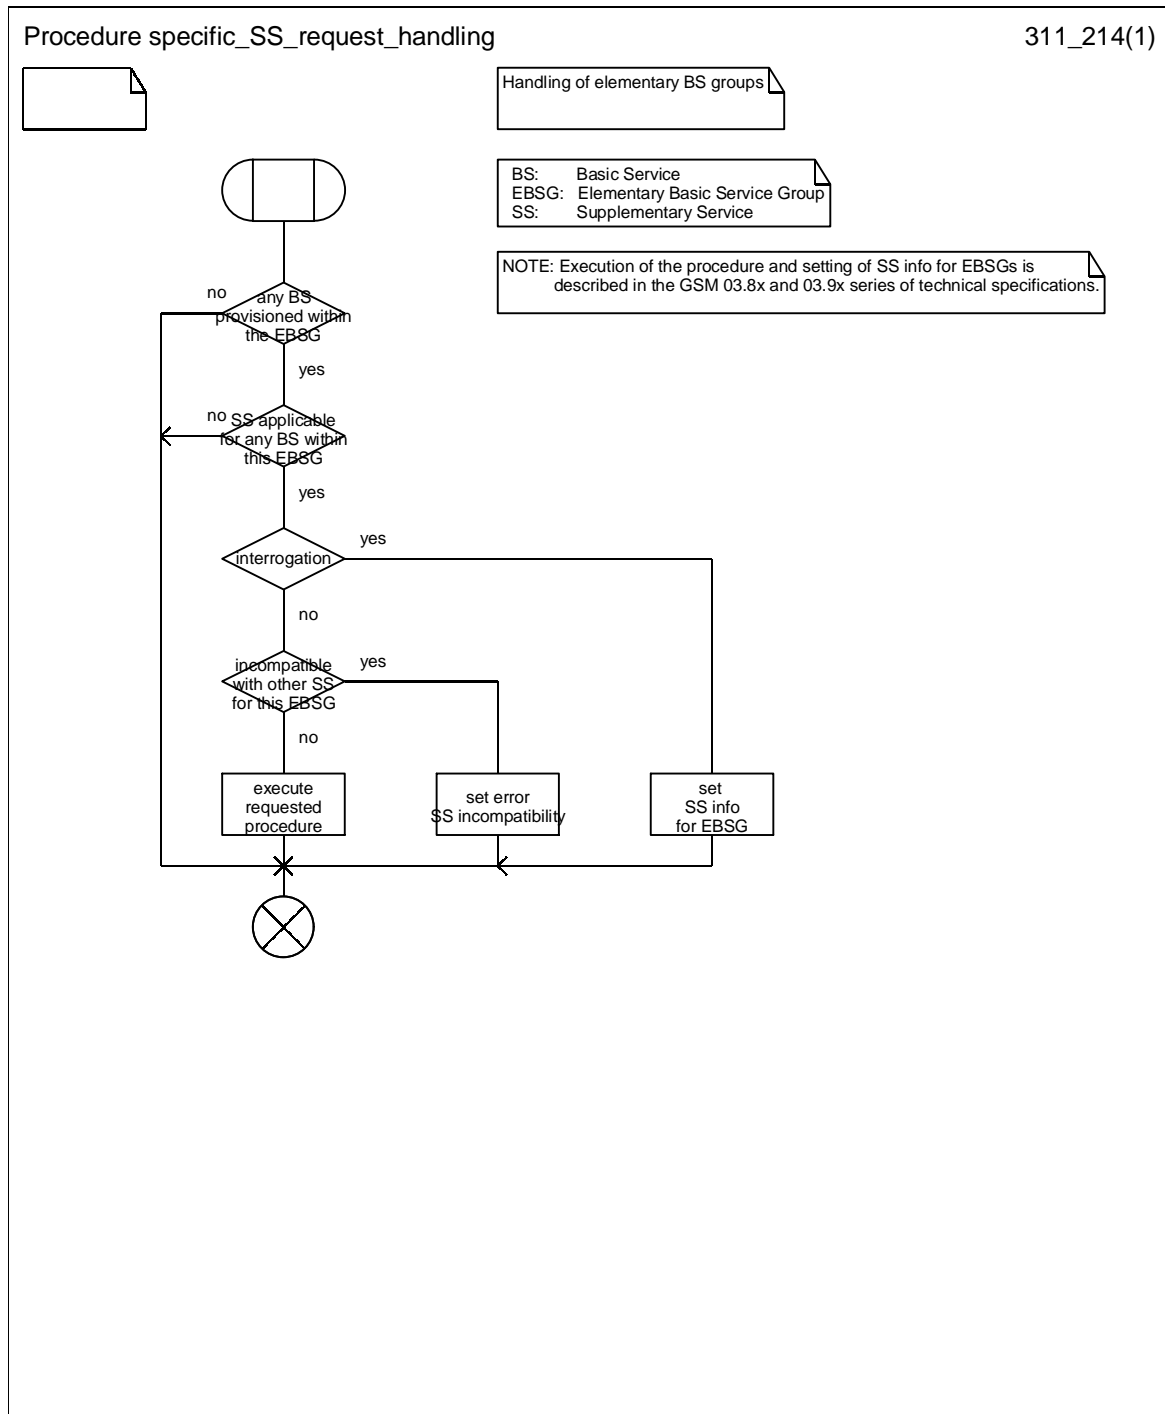 Procedure specific_SS_request_handling
311_214(1)
Handling of elementary BS groups
BS: Basic Service
EBSG: Elementary Basic Service Group
SS: Supplementary Service
NOTE: Execution of the procedure and setting of SS info for EBSGs is
described in the GSM 03.8x and 03.9x series of technical specifications.
no
any BS
provisioned within
the EBSG
yes
no
SS applicable
for any BS within
this EBSG
yes
interrogation
yes
no
incompatible
with other SS
for this EBSG
yes
no
execute
requested
procedure
set error
SS incompatibility
set
SS info
for EBSG